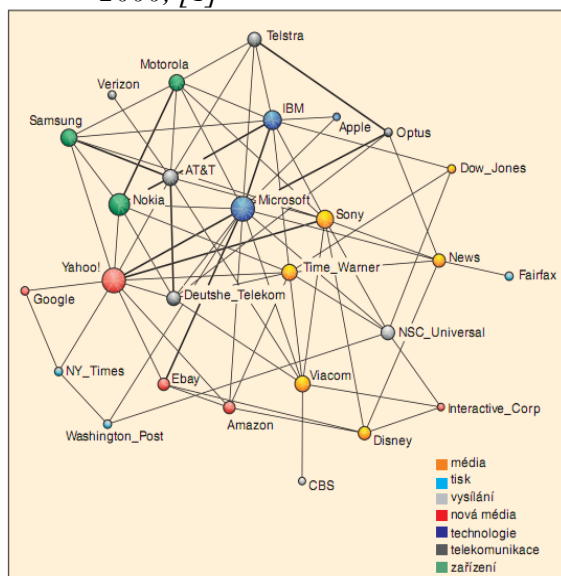 Telstra
Motorola
Verizon
IBM
Apple
Optus
Samsung
AT&T
Dow_Jones
Nokia
Microsoft
Sony
News
Yahoo!
Time_Warner
Fairfax
Google
Deutshe_Telekom
NSC_Universal
NY_Times
Ebay
Viacom
Interactive_Corp
Washington_Post
Amazon
Disney
CBS
média
tisk
vysílání
nová média
technologie
telekomunikace
zařízení